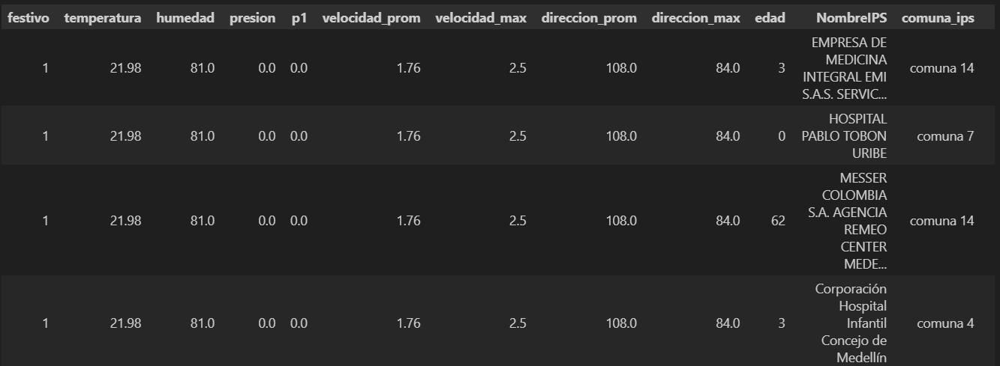 festivo temperatura humedad presion p1 velocidad_prom velocidad_max direccion_prom direccion_max edad NombreIPS comuna_ips
1 21.98 81.0 0.0 0.0 1.76 2.5 108.0 84.0 3 EMPRESA DE
MEDICINA
INTEGRAL EMI
S.A.S. SERVIC... comuna 14
1 21.98 81.0 0.0 0.0 1.76 2.5 108.0 84.0 0 HOSPITAL
PABLO TOBON
URIBE comuna 7
1 21.98 81.0 0.0 0.0 1.76 2.5 108.0 84.0 62 MESSER
COLOMBIA
S.A. AGENCIA
REMEO
CENTER
MEDE... comuna 14
1 21.98 81.0 0.0 0.0 1.76 2.5 108.0 84.0 3 Corporación
Hospital
Infantil
Concejo de
Medellín comuna 4